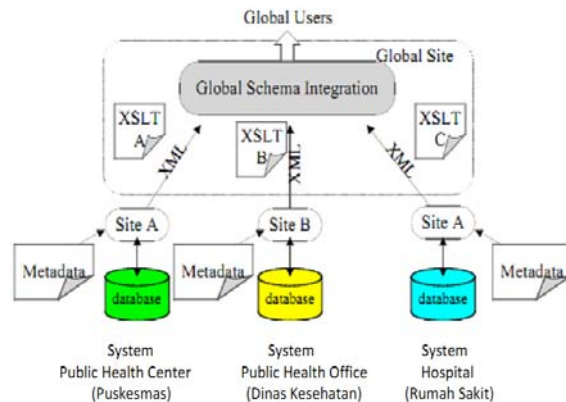 Global Users
Global Site
Global Schema Integration
XSLT
A
XML
XSLT
B
XML
XSLT
C
XML
Site A
Site B
Site A
Metadata
database
Metadata
database
database
Metadata
System
Public Health Center
(Puskesmas)
System
Public Health Office
(Dinas Kesehatan)
System
Hospital
(Rumah Sakit)